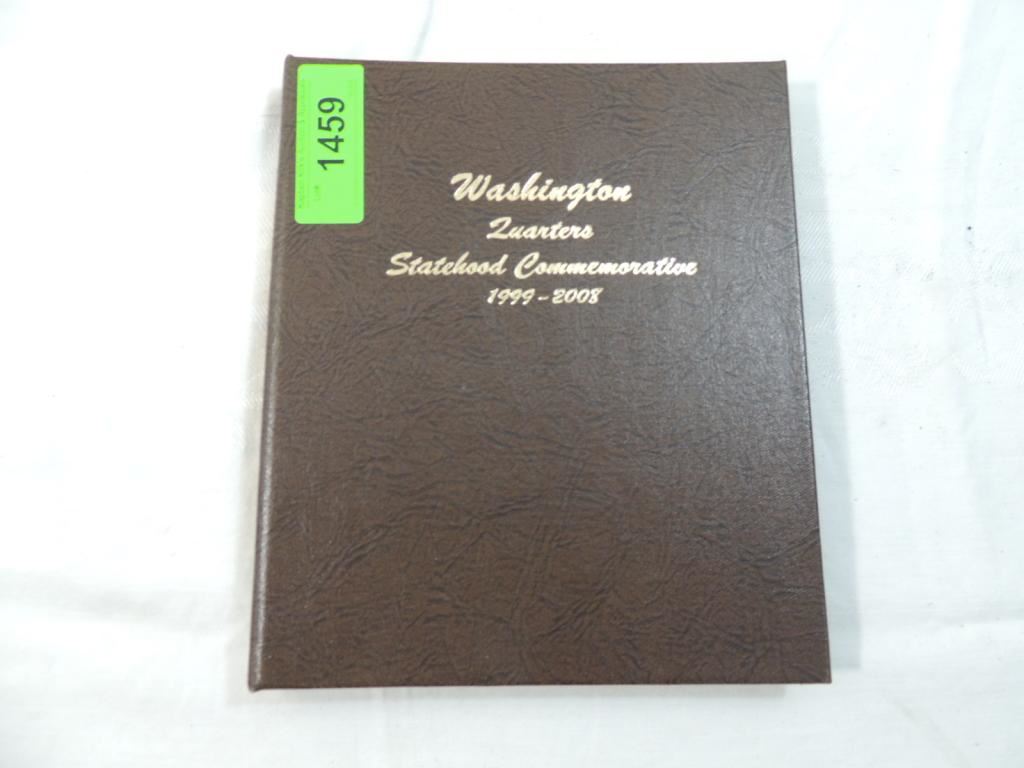 1459
Washington
Quarters
Statehood Commemorative
1999-2008